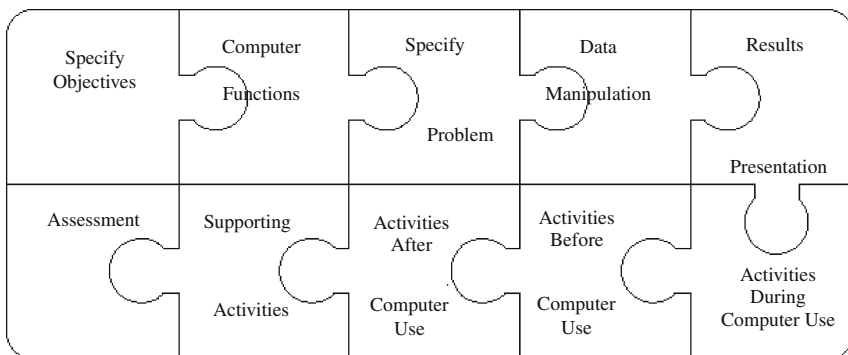 Specify
Objectives
Computer
Functions
Specify
Problem
Data
Manipulation
Results
Presentation
Assessment
Supporting
Activities
Activities
After
Computer
Use
Activities
Before
Computer
Use
Activities
During
Computer Use